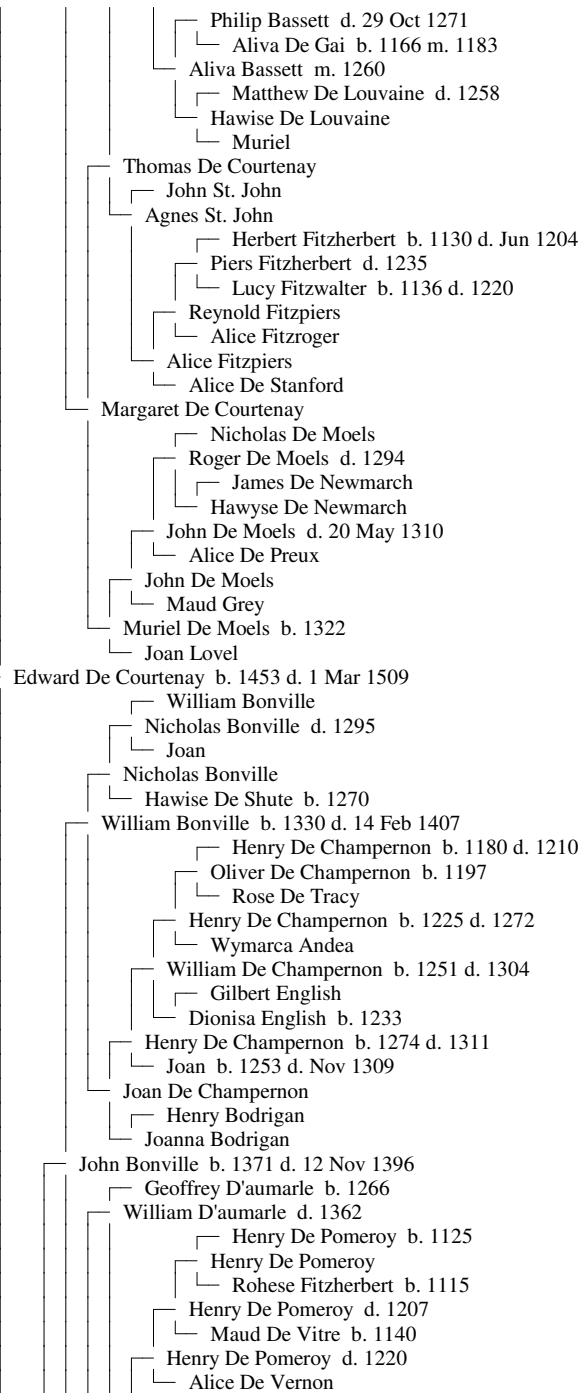 Philip Bassett d. 29 Oct 1271
Aliva De Gai b. 1166 m. 1183
Aliva Bassett m. 1260
Matthew De Louvaine d. 1258
Hawise De Louvaine
Muriel
Thomas De Courtenay
John St. John
Agnes St. John
Herbert Fitzherbert b. 1130 d. Jun 1204
Piers Fitzherbert d. 1235
Lucy Fitzwalter b. 1136 d. 1220
Reynold Fitzpiers
Alice Fitzroger
Alice Fitzpiers
Alice De Stanford
Margaret De Courtenay
Nicholas De Moels
Roger De Moels d. 1294
James De Newmarch
Hawyse De Newmarch
John De Moels d. 20 May 1310
Alice De Preux
John De Moels
Maud Grey
Muriel De Moels b. 1322
Joan Lovel
Edward De Courtenay b. 1453 d. 1 Mar 1509
William Bonville
Nicholas Bonville d. 1295
Joan
Nicholas Bonville
Hawise De Shute b. 1270
William Bonville b. 1330 d. 14 Feb 1407
Henry De Champernon b. 1180 d. 1210
Oliver De Champernon b. 1197
Rose De Tracy
Henry De Champernon b. 1225 d. 1272
Wymarca Andea
William De Champernon b. 1251 d. 1304
Gilbert English
Dionisa English b. 1233
Henry De Champernon b. 1274 d. 1311
Joan b. 1253 d. Nov 1309
Joan De Champernon
Henry Bodrigan
Joanna Bodrigan
John Bonville b. 1371 d. 12 Nov 1396
Geoffrey D'aumarle b. 1266
William D'aumarle d. 1362
Henry De Pomeroy b. 1125
Henry De Pomeroy
Rohese Fitzherbert b. 1115
Henry De Pomeroy d. 1207
Maud De Vitre b. 1140
Henry De Pomeroy d. 1220
Alice De Vernon